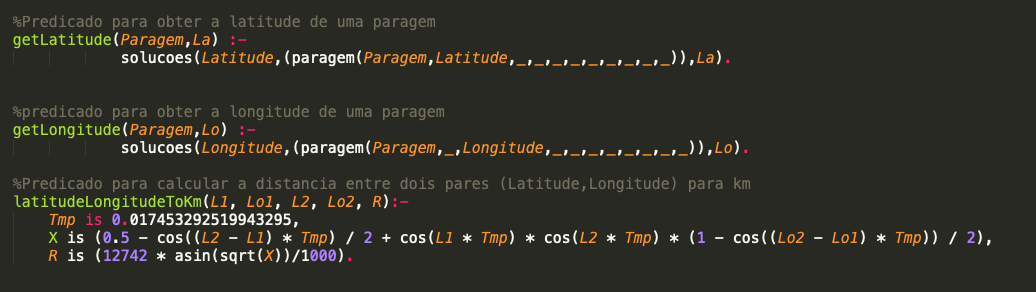 %Predicado para obter a latitude de uma paragem
getLatitude(Paragem,La) :-
solucoes(Latitude,(paragem(Paragem,Latitude,_,_,_,_,_,_,_,_,_)),La).
%predicado para obter a longitude de uma paragem
getLongitude(Paragem,Lo) :-
solucoes(Longitude,(paragem(Paragem,_,Longitude,_,_,_,_,_,_,_,_)),Lo).
%Predicado para calcular a distancia entre dois pares (Latitude,Longitude) para km
latitudeLongitudeToKm(L1, Lo1, L2, Lo2, R):-
Tmp is 0.017453292519943295,
X is (0.5 - cos((L2 - L1) * Tmp) / 2 + cos(L1 * Tmp) * cos(L2 * Tmp) * (1 - cos((Lo2 - Lo1) * Tmp)) / 2),
R is (12742 * asin(sqrt(X))/1000).